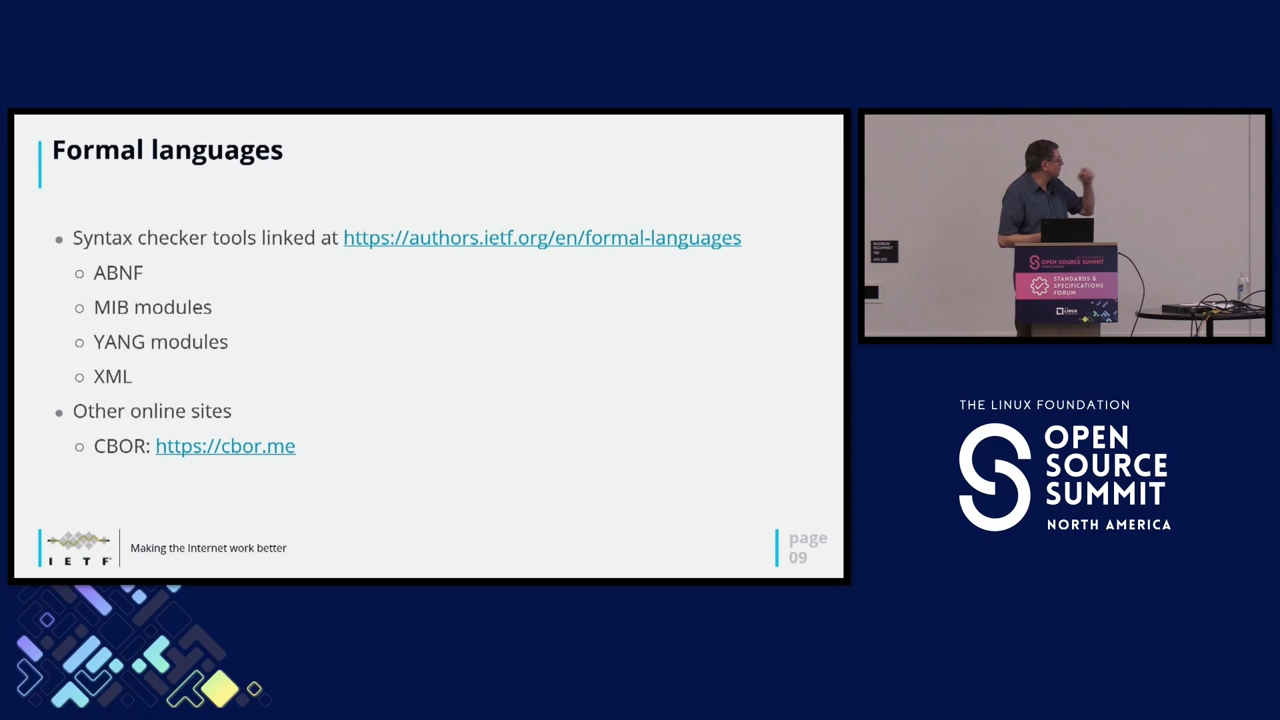 Formal languages
Syntax checker tools linked at https://authors.ietf.org/en/formal-languages
ABNF
MIB modules
YANG modules
XML
Other online sites
CBOR: https://cbor.me
IETF
Making the Internet work better
page
09
OPEN SOURCE SUMMIT
STANDARDS &
SPECIFICATIONS
FORUM
LINUX
THE LINUX FOUNDATION
OPEN
SOURCE
SUMMIT
NORTH AMERICA